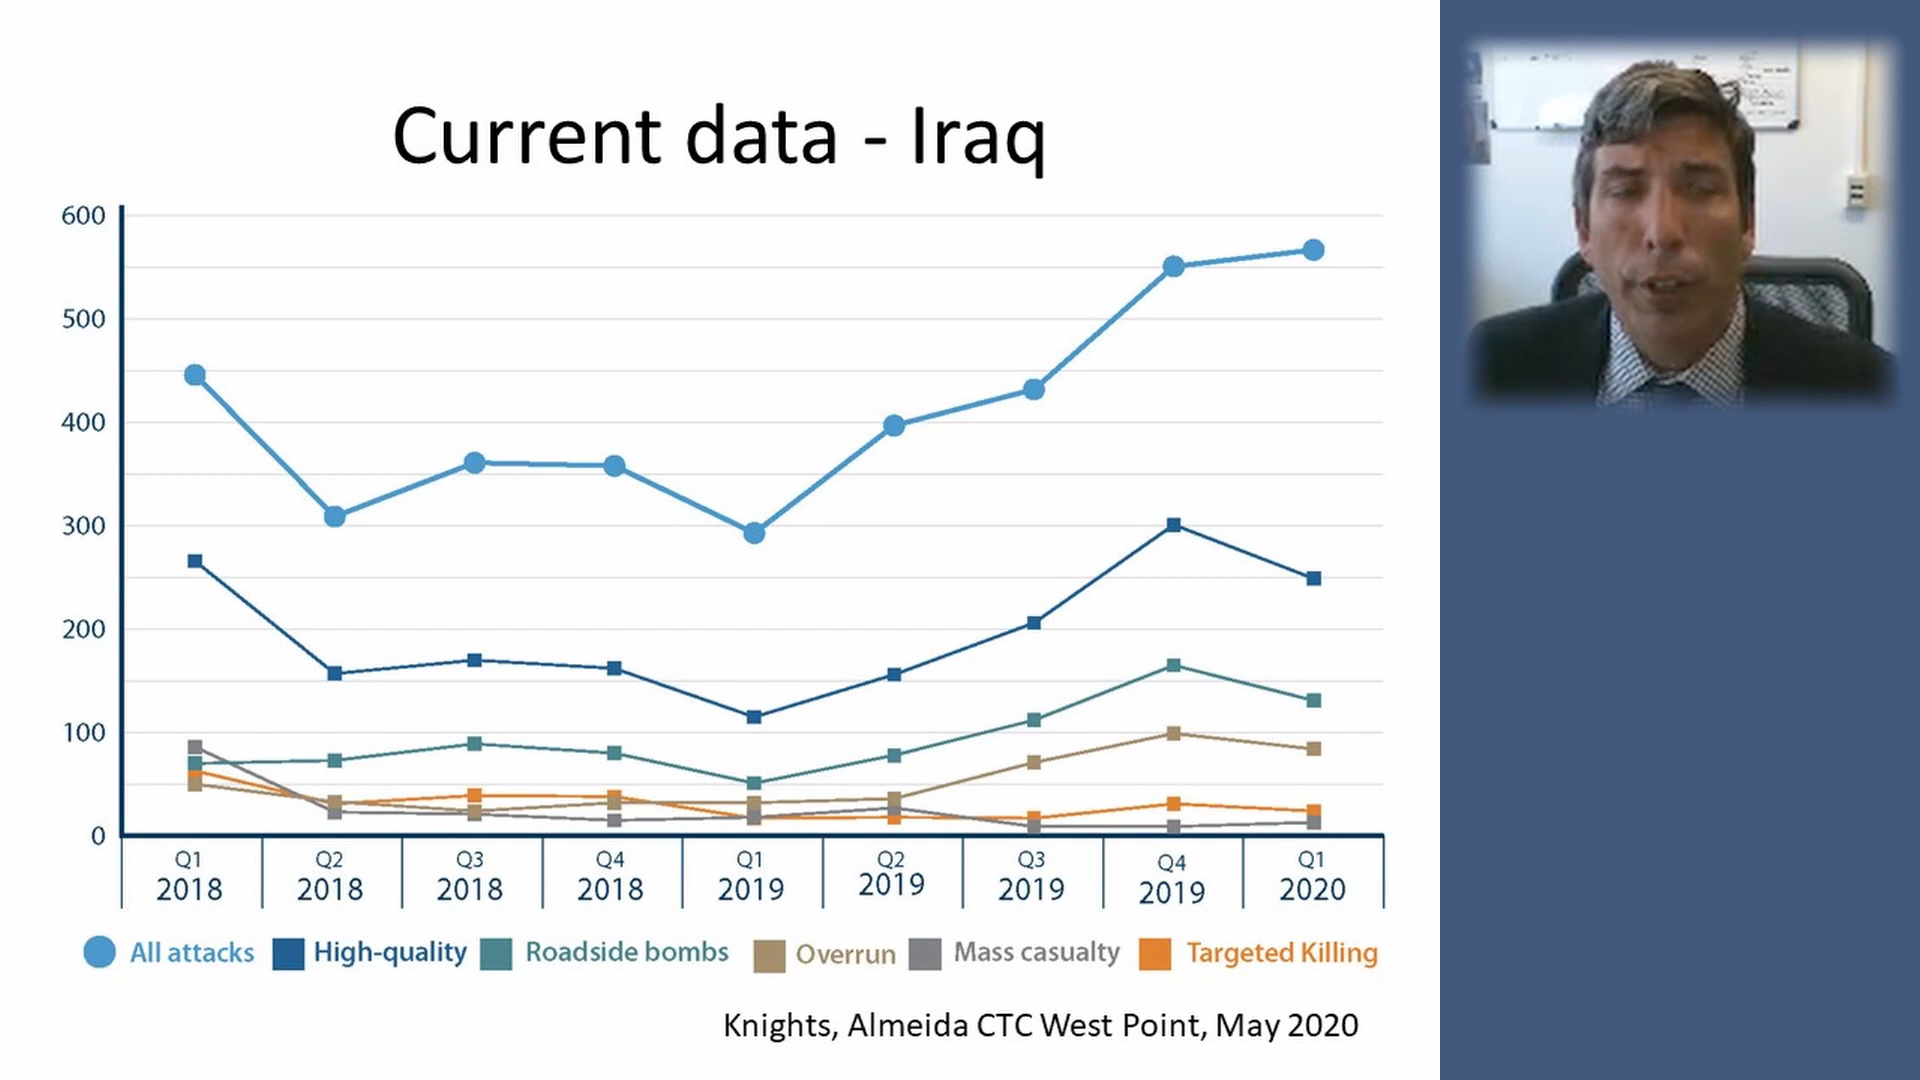 Current data - Iraq
600
500
400
300
200
100
0
Q1 Q2 Q3 Q4 Q1 Q2 Q3 Q4 Q1
2018 2018 2018 2018 2019 2019 2019 2019 2020
All attacks High-quality Roadside bombs Overrun Mass casualty Targeted Killing
Knights, Almeida CTC West Point, May 2020